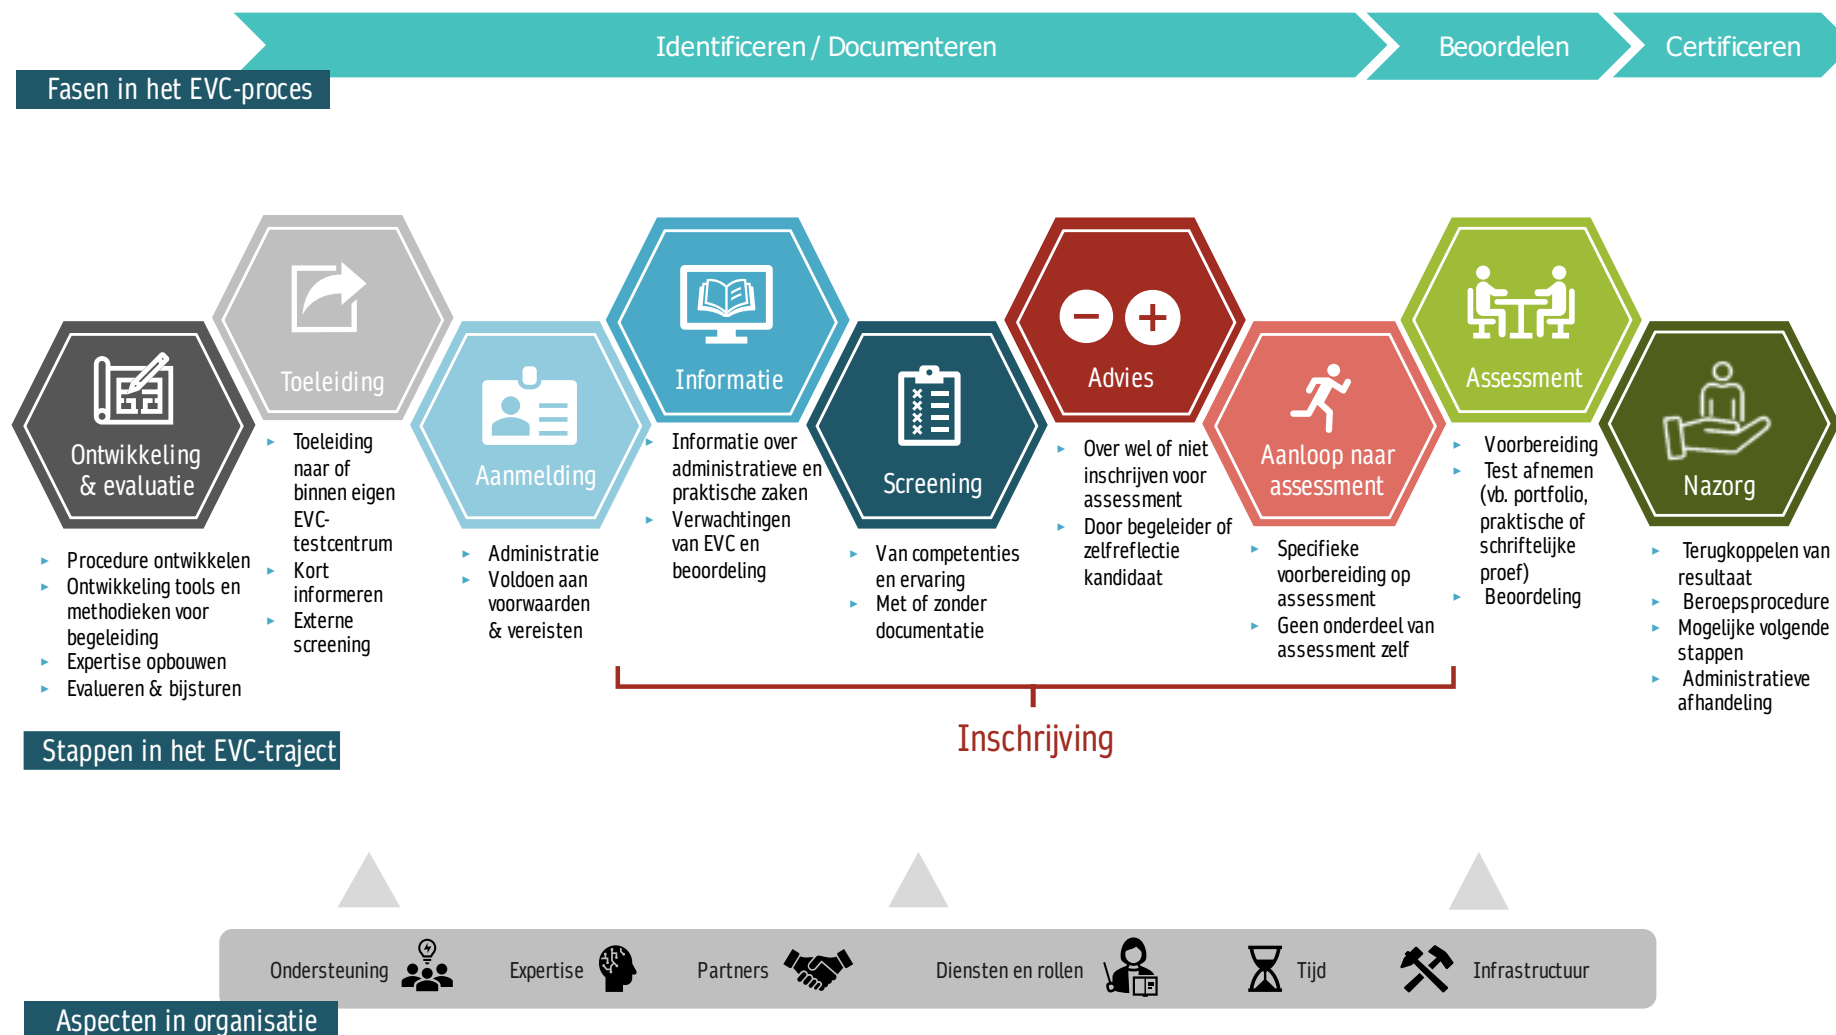 Identificeren / Documenteren
Beoordelen
Certificeren
Fasen in het EVC-proces
Ontwikkeling
& evaluatie
Procedure ontwikkelen
Ontwikkeling tools en
methodieken voor
begeleiding
Expertise opbouwen
Evalueren & bijsturen
Toeleiding
Toeleiding
naar of
binnen eigen
EVC-
testcentrum
Kort
informeren
Externe
screening
Aanmelding
Administratie
Voldoen aan
voorwaarden
& vereisten
Informatie
Informatie over
administratieve en
praktische zaken
Verwachtingen
van EVC en
beoordeling
Screening
Van competenties
en ervaring
Met of zonder
documentatie
Advies
Over wel of niet
inschrijven voor
assessment
Door begeleider of
zelfreflectie
kandidaat
Aanloop naar
assessment
Specifieke
voorbereiding op
assessment
Geen onderdeel van
assessment zelf
Assessment
Voorbereiding
Test afnemen
(vb. portfolio,
praktische of
schriftelijke
proef)
Beoordeling
Nazorg
Terugkoppelen van
resultaat
Beroepsprocedure
Mogelijke volgende
stappen
Administratieve
afhandeling
Inschrijving
Stappen in het EVC-traject
Ondersteuning
Expertise
Partners
Diensten en rollen
Tijd
Infrastructuur
Aspecten in organisatie